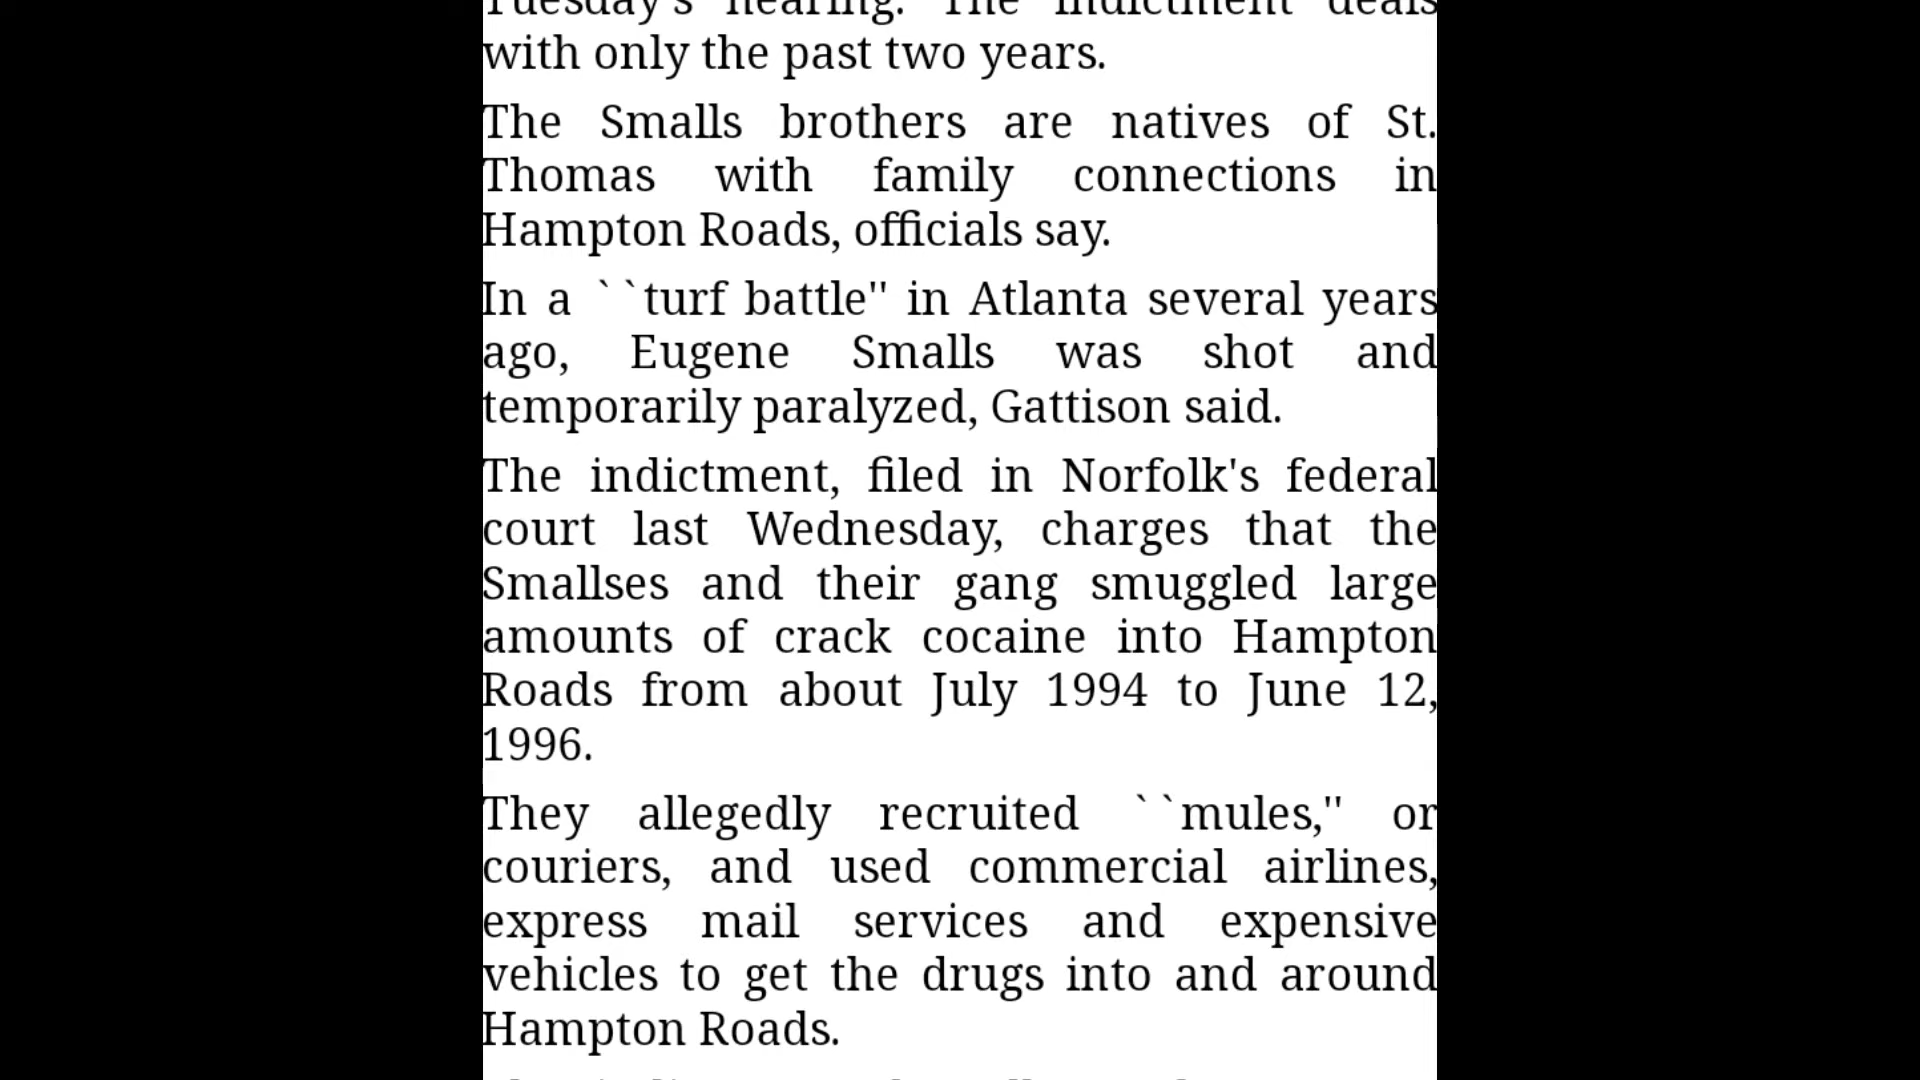 Tuesday's hearing. The indictment deals
with only the past two years.
The Smalls brothers are natives of St.
Thomas with family connections in
Hampton Roads, officials say.
In a ``turf battle'' in Atlanta several years
ago, Eugene Smalls was shot and
temporarily paralyzed, Gattison said.
The indictment, filed in Norfolk's federal
court last Wednesday, charges that the
Smallses and their gang smuggled large
amounts of crack cocaine into Hampton
Roads from about July 1994 to June 12,
1996.
They allegedly recruited ``mules,'' or
couriers, and used commercial airlines,
express mail services and expensive
vehicles to get the drugs into and around
Hampton Roads.